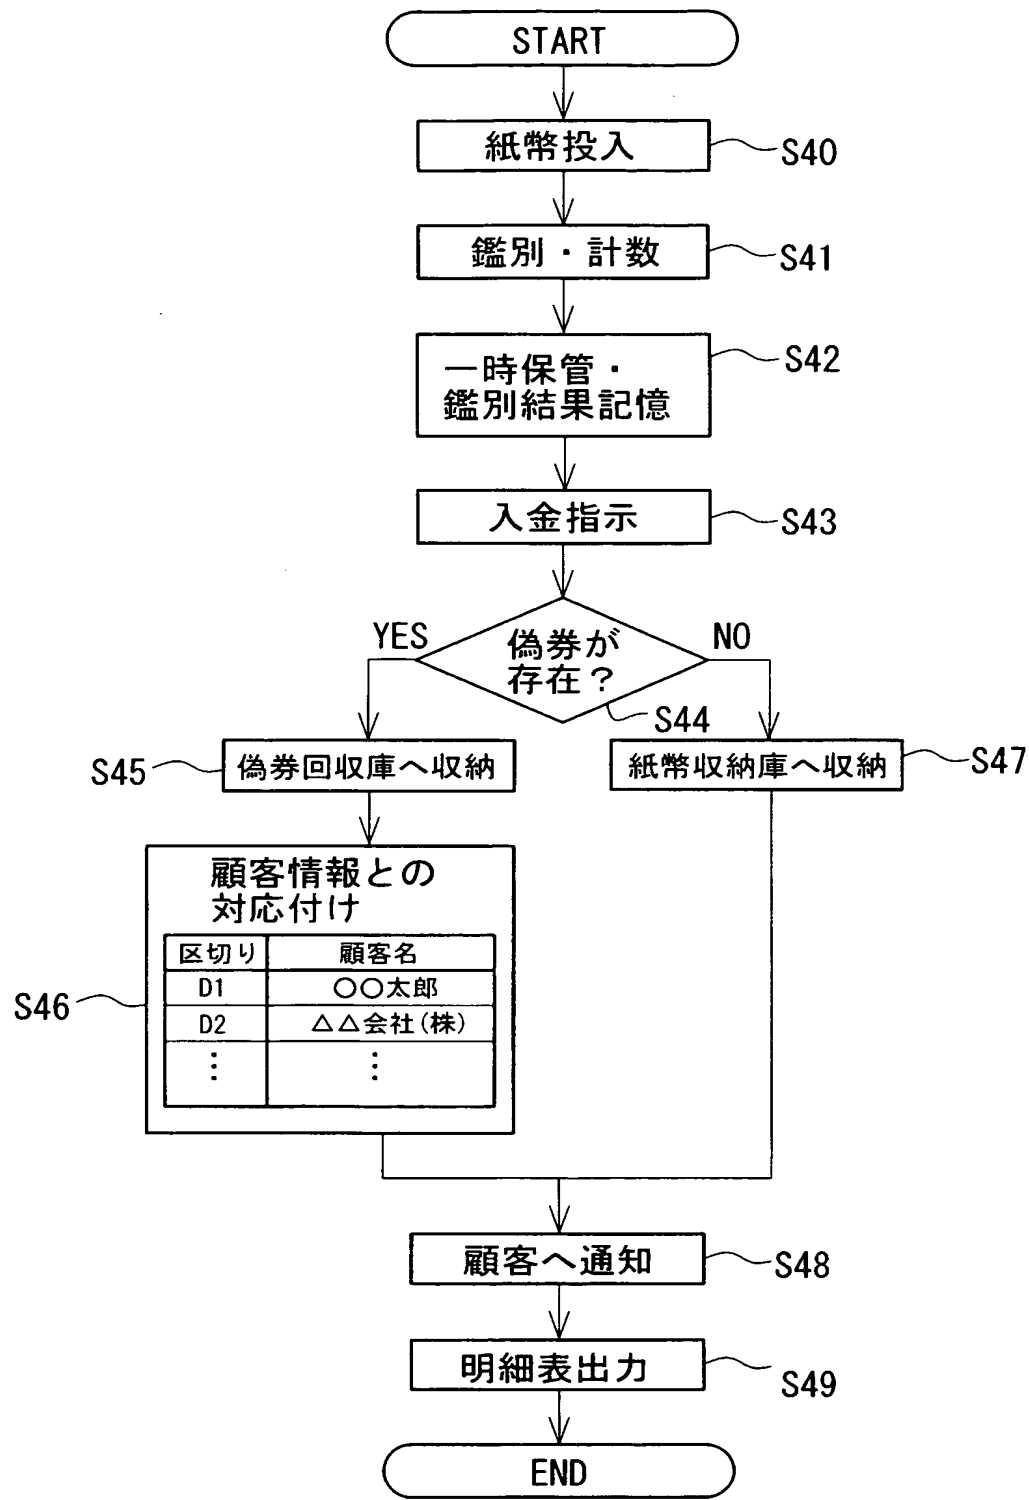 START
紙幣投入
S40
鑑別・計数
S41
一時保管・
鑑別結果記憶
S42
入金指示
S43
YES
偽券が
存在?
NO
S44
S45
偽券回収庫へ収納
紙幣収納庫へ収納
S47
顧客情報との
対応付け
区切り 顧客名
D1 ○○太郎
D2 △△会社(株)
⋮ ⋮
S46
顧客へ通知
S48
明細表出力
S49
END